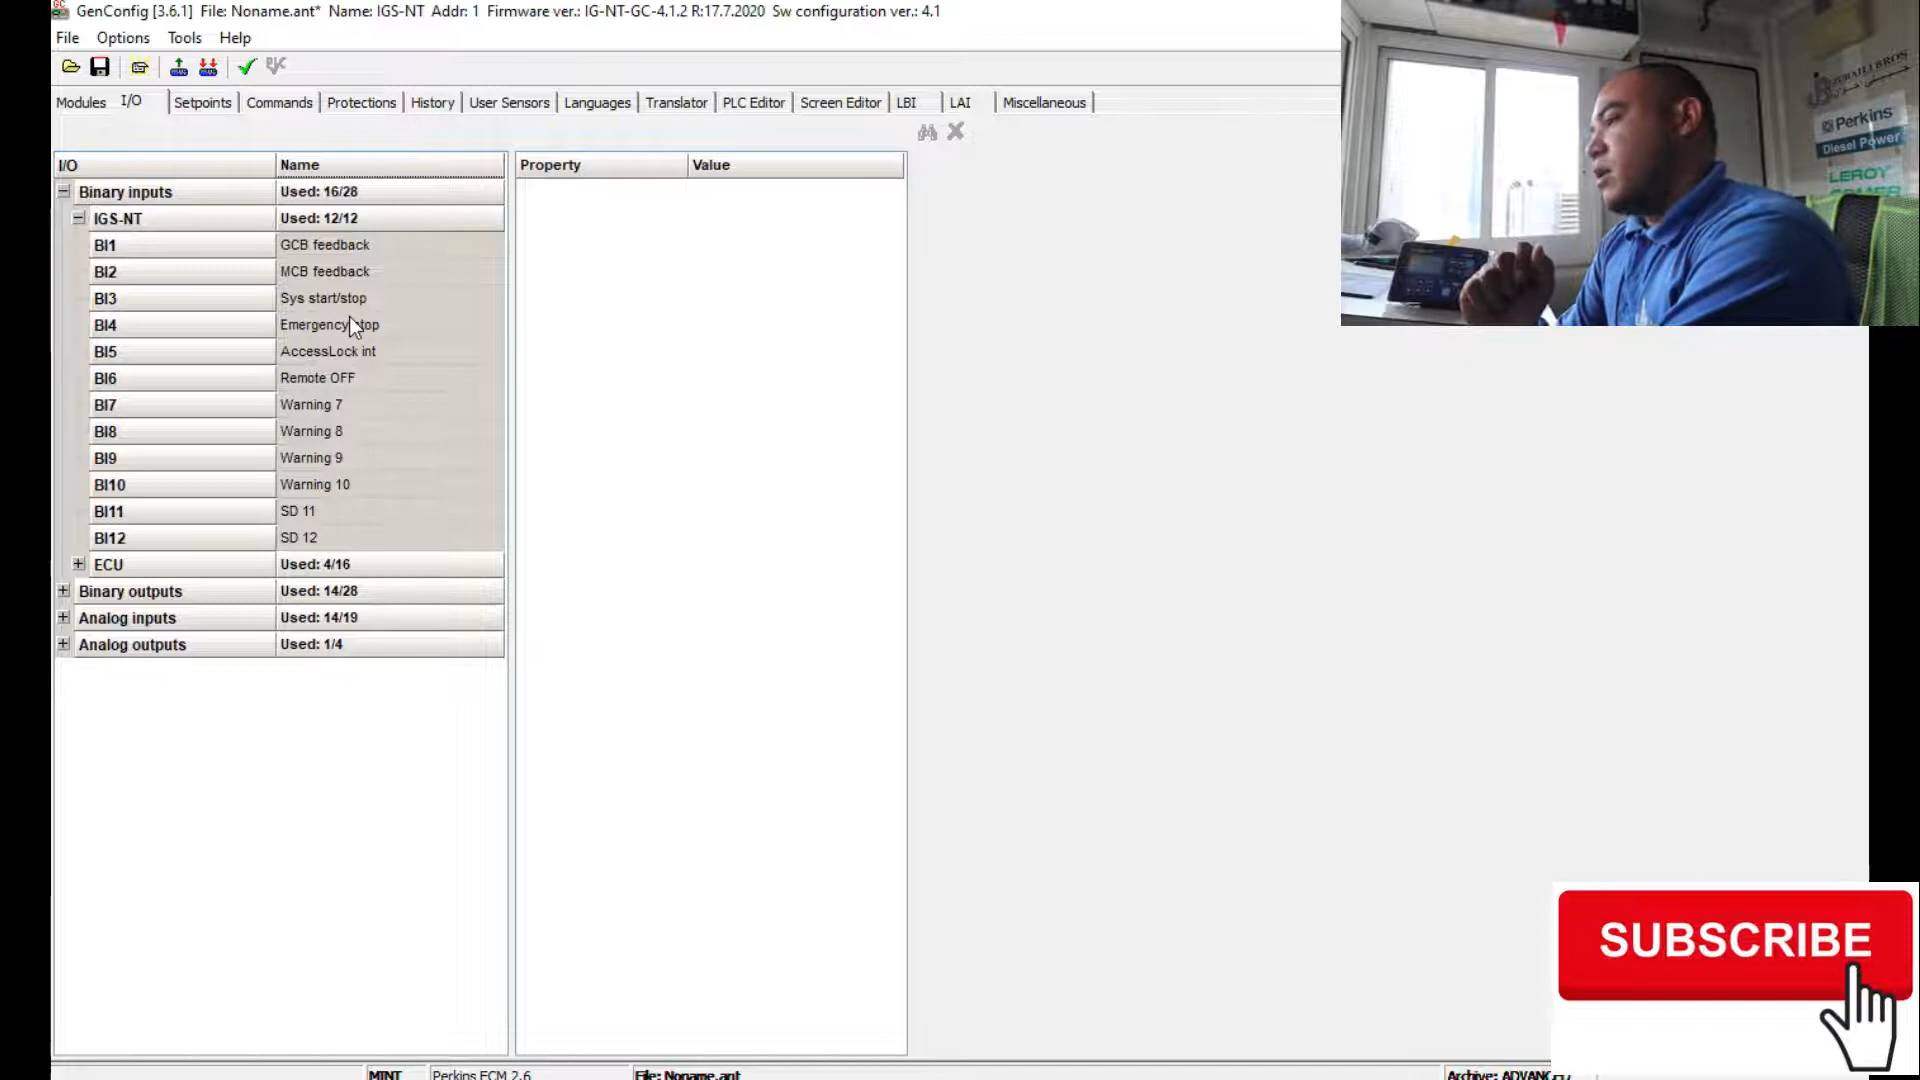 GenConfig [3.6.1] File: Noname.ant* Name: IGS-NT Addr: 1 Firmware ver.: IG-NT-GC-4.1.2 R:17.7.2020 Sw configuration ver.: 4.1
File Options Tools Help
Modules I/O Setpoints Commands Protections History User Sensors Languages Translator PLC Editor Screen Editor LBI LAI Miscellaneous
I/O Name Property Value
Binary inputs Used: 16/28
IGS-NT Used: 12/12
BI1 GCB feedback
BI2 MCB feedback
BI3 Sys start/stop
BI4 Emergency
BI5 AccessLock int
BI6 Remote OFF
BI7 Warning 7
BI8 Warning 8
BI9 Warning 9
BI10 Warning 10
BI11 SD 11
BI12 SD 12
ECU Used: 4/16
Binary outputs Used: 14/28
Analog inputs Used: 14/19
Analog outputs Used: 1/4
Perkins
Diesel Power
LEROY
SUBSCRIBE
MINT Perkins ECM 2.6 File: Noname.ant Archive: